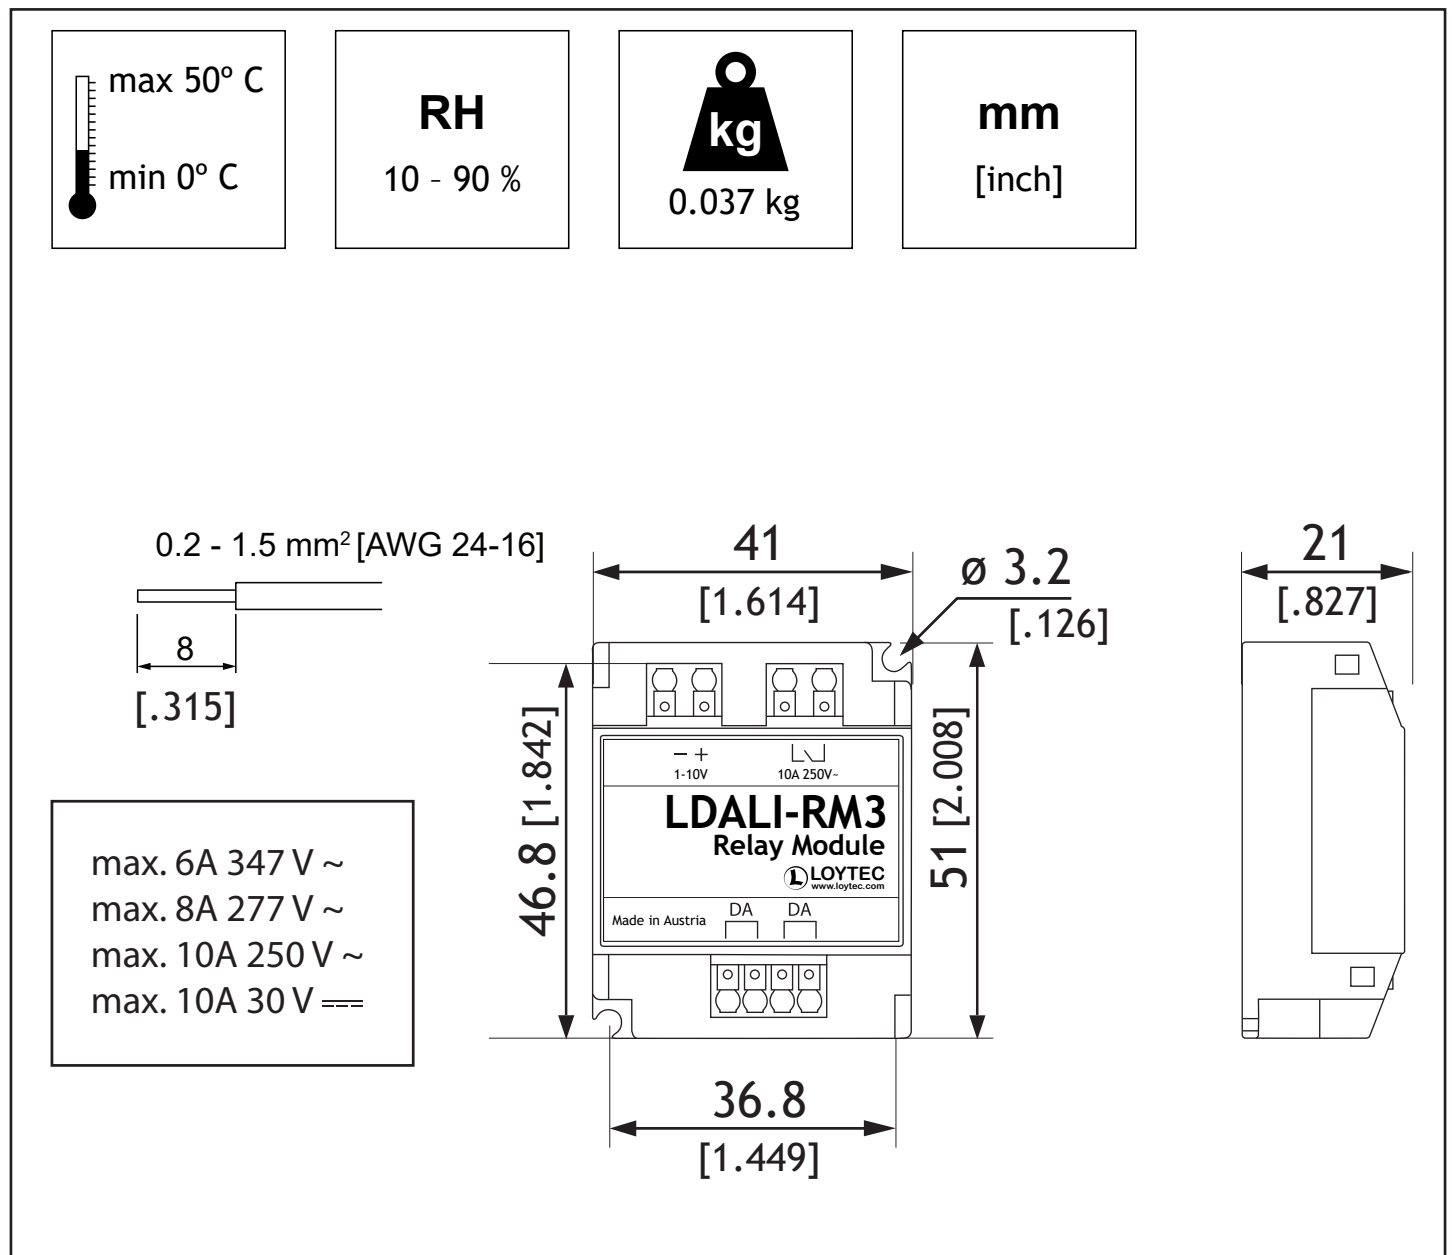 max 50º C
min 0º C
RH
10 - 90 %
kg
0.037 kg
mm
[inch]
0.2 - 1.5 mm² [AWG 24-16]
8
[.315]
41
[1.614]
ø 3.2
[.126]
21
[.827]
46.8 [1.842]
51 [2.008]
− +
1-10V
10A 250V~
LDALI-RM3
Relay Module
L LOYTEC
www.loytec.com
Made in Austria
DA
DA
max. 6A 347 V ~
max. 8A 277 V ~
max. 10A 250 V ~
max. 10A 30 V ⎓
36.8
[1.449]